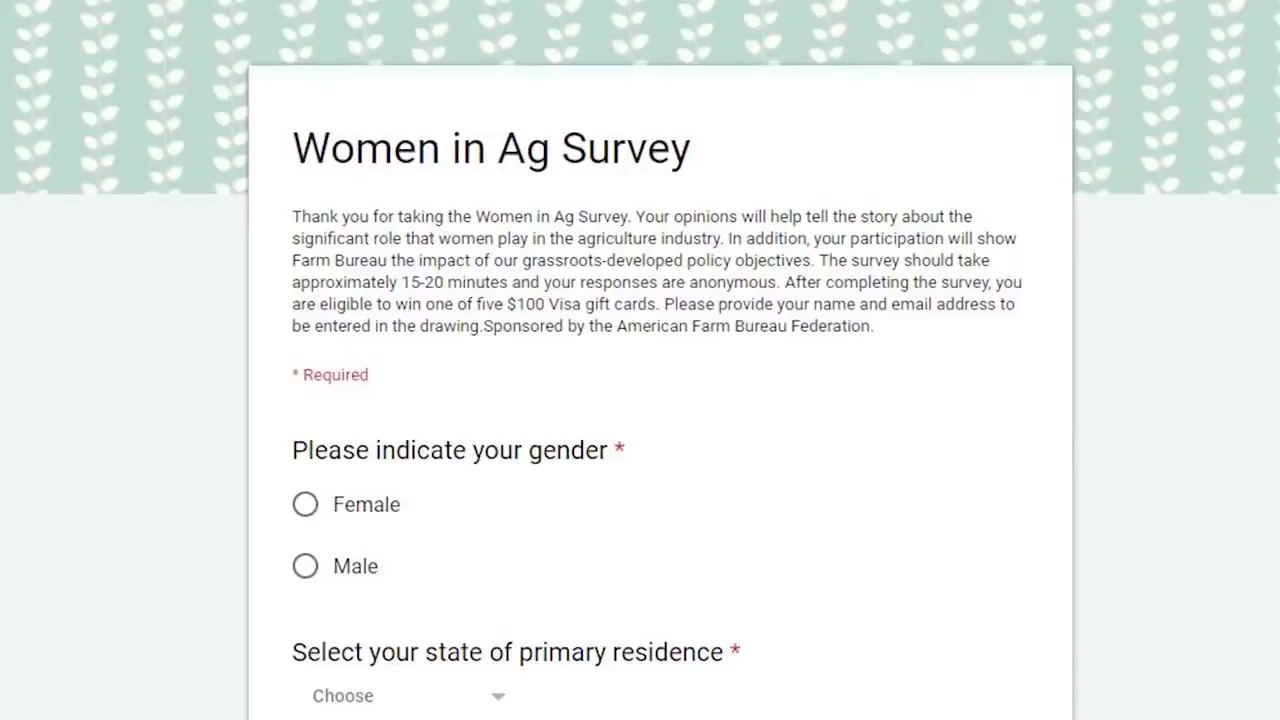 Women in Ag Survey
Thank you for taking the Women in Ag Survey. Your opinions will help tell the story about the
significant role that women play in the agriculture industry. In addition, your participation will show
Farm Bureau the impact of our grassroots-developed policy objectives. The survey should take
approximately 15-20 minutes and your responses are anonymous. After completing the survey, you
are eligible to win one of five $100 Visa gift cards. Please provide your name and email address to
be entered in the drawing.Sponsored by the American Farm Bureau Federation.
* Required
Please indicate your gender *
Female
Male
Select your state of primary residence *
Choose